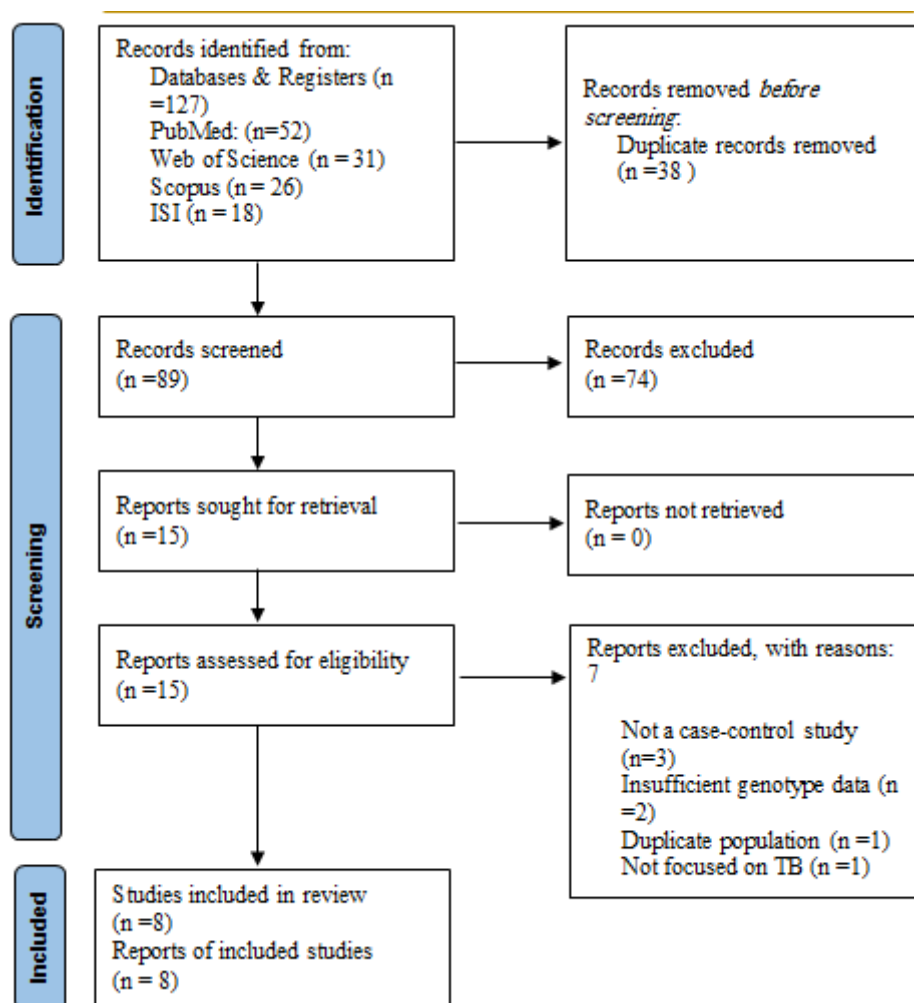 Identification
Records identified from:
Databases & Registers (n
=127)
PubMed: (n=52)
Web of Science (n = 31)
Scopus (n = 26)
ISI (n = 18)
Records removed before
screening:
Duplicate records removed
(n =38 )
Screening
Records screened
(n =89)
Records excluded
(n =74)
Reports sought for retrieval
(n =15)
Reports not retrieved
(n = 0)
Reports assessed for eligibility
(n =15)
Reports excluded, with reasons:
7
Not a case-control study
(n=3)
Insufficient genotype data (n
=2)
Duplicate population (n =1)
Not focused on TB (n =1)
Included
Studies included in review
(n =8)
Reports of included studies
(n = 8)